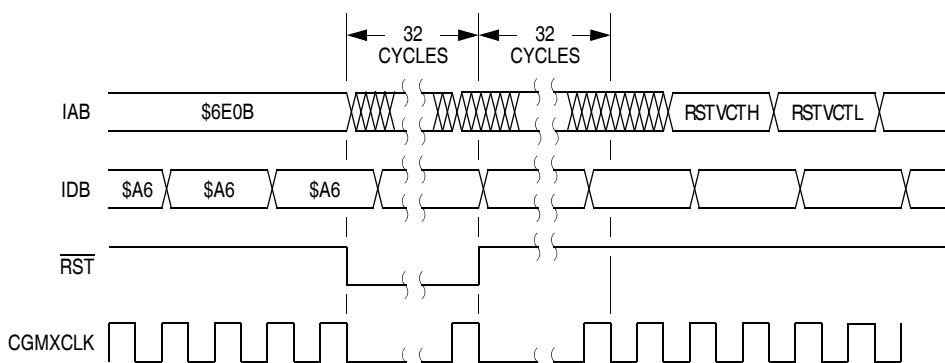 32
CYCLES
32
CYCLES
IAB
$6E0B
RSTVCTH
RSTVCTL
IDB
$A6
$A6
$A6
RST
CGMXCLK